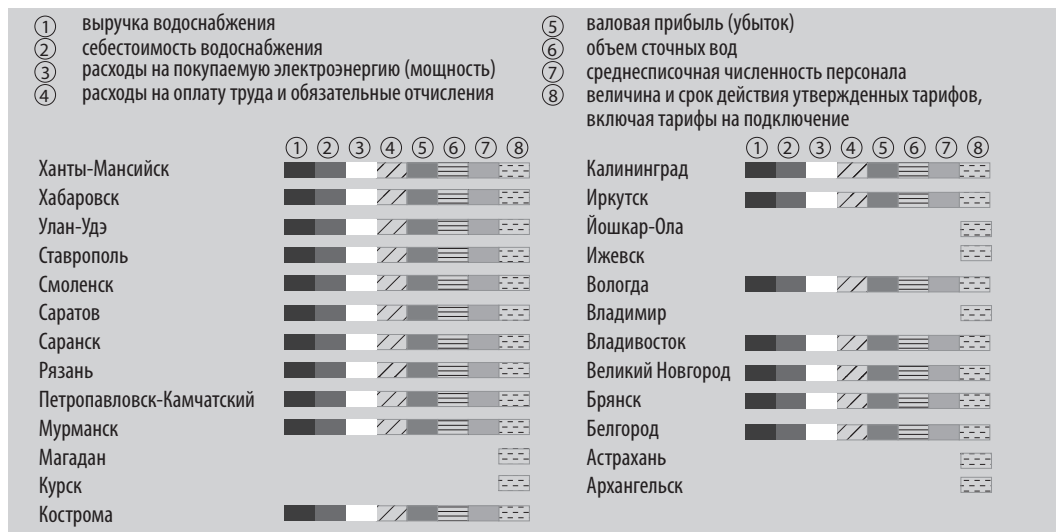 ① выручка водоснабжения
② себестоимость водоснабжения
③ расходы на покупаемую электроэнергию (мощность)
④ расходы на оплату труда и обязательные отчисления
⑤ валовая прибыль (убыток)
⑥ объем сточных вод
⑦ среднесписочная численность персонала
⑧ величина и срок действия утвержденных тарифов,
включая тарифы на подключение
① ② ③ ④ ⑤ ⑥ ⑦ ⑧
Ханты-Мансийск
Хабаровск
Улан-Удэ
Ставрополь
Смоленск
Саратов
Саранск
Рязань
Петропавловск-Камчатский
Мурманск
Магадан
Курск
Кострома
① ② ③ ④ ⑤ ⑥ ⑦ ⑧
Калининград
Иркутск
Йошкар-Ола
Ижевск
Вологда
Владимир
Владивосток
Великий Новгород
Брянск
Белгород
Астрахань
Архангельск